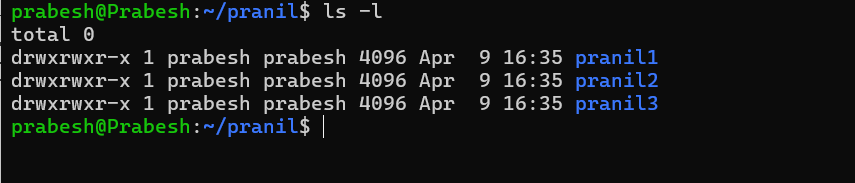 prabesh@Prabesh:~/pranil$ ls -l
total 0
drwxrwxr-x 1 prabesh prabesh 4096 Apr  9 16:35 pranil1
drwxrwxr-x 1 prabesh prabesh 4096 Apr  9 16:35 pranil2
drwxrwxr-x 1 prabesh prabesh 4096 Apr  9 16:35 pranil3
prabesh@Prabesh:~/pranil$